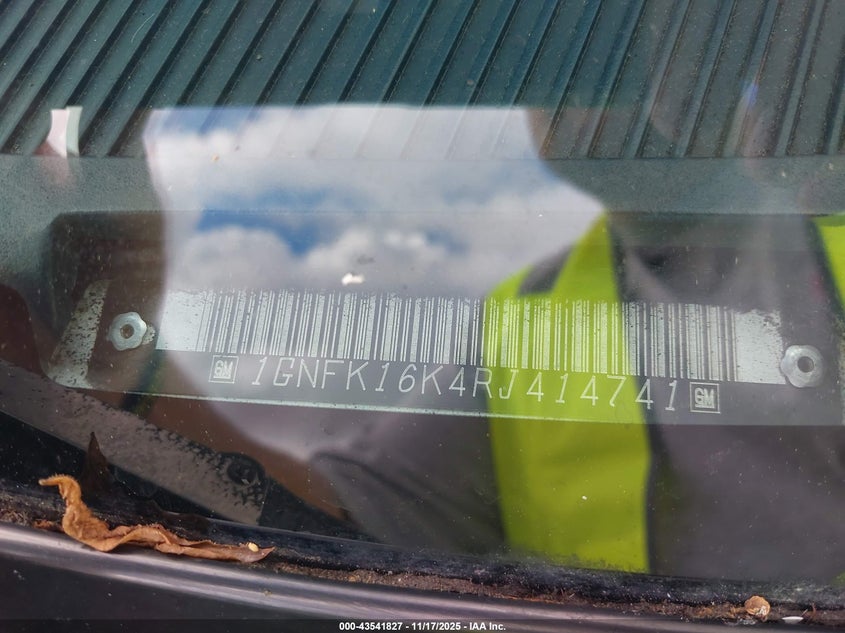 GM 1GNFK16K4RJ414741 GM
000-43541827 - 11/17/2025 - IAA Inc.